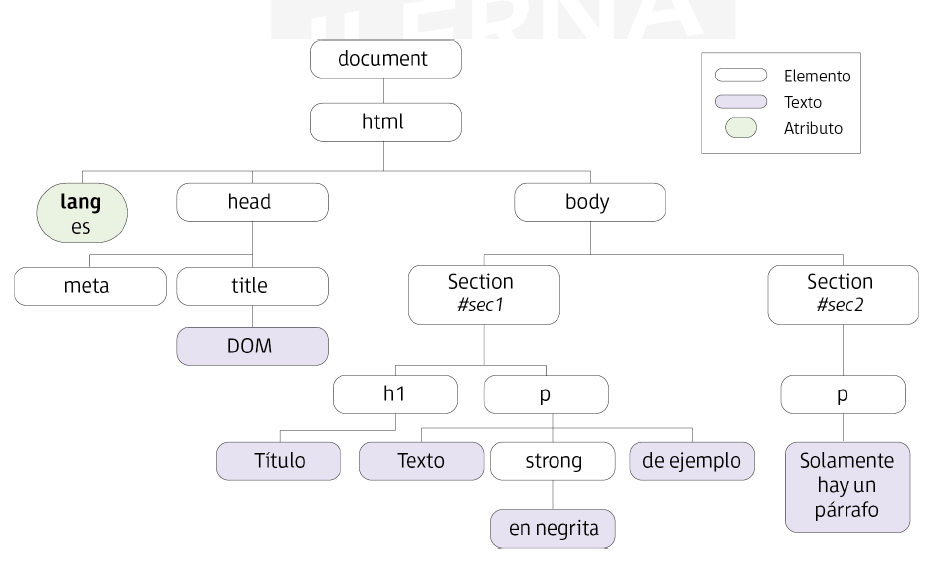 ILERNA
document
Elemento
Texto
Atributo
html
lang
es
head
body
meta
title
Section
#sec1
Section
#sec2
DOM
h1
p
p
Título
Texto
strong
de ejemplo
Solamente
hay un
párrafo
en negrita